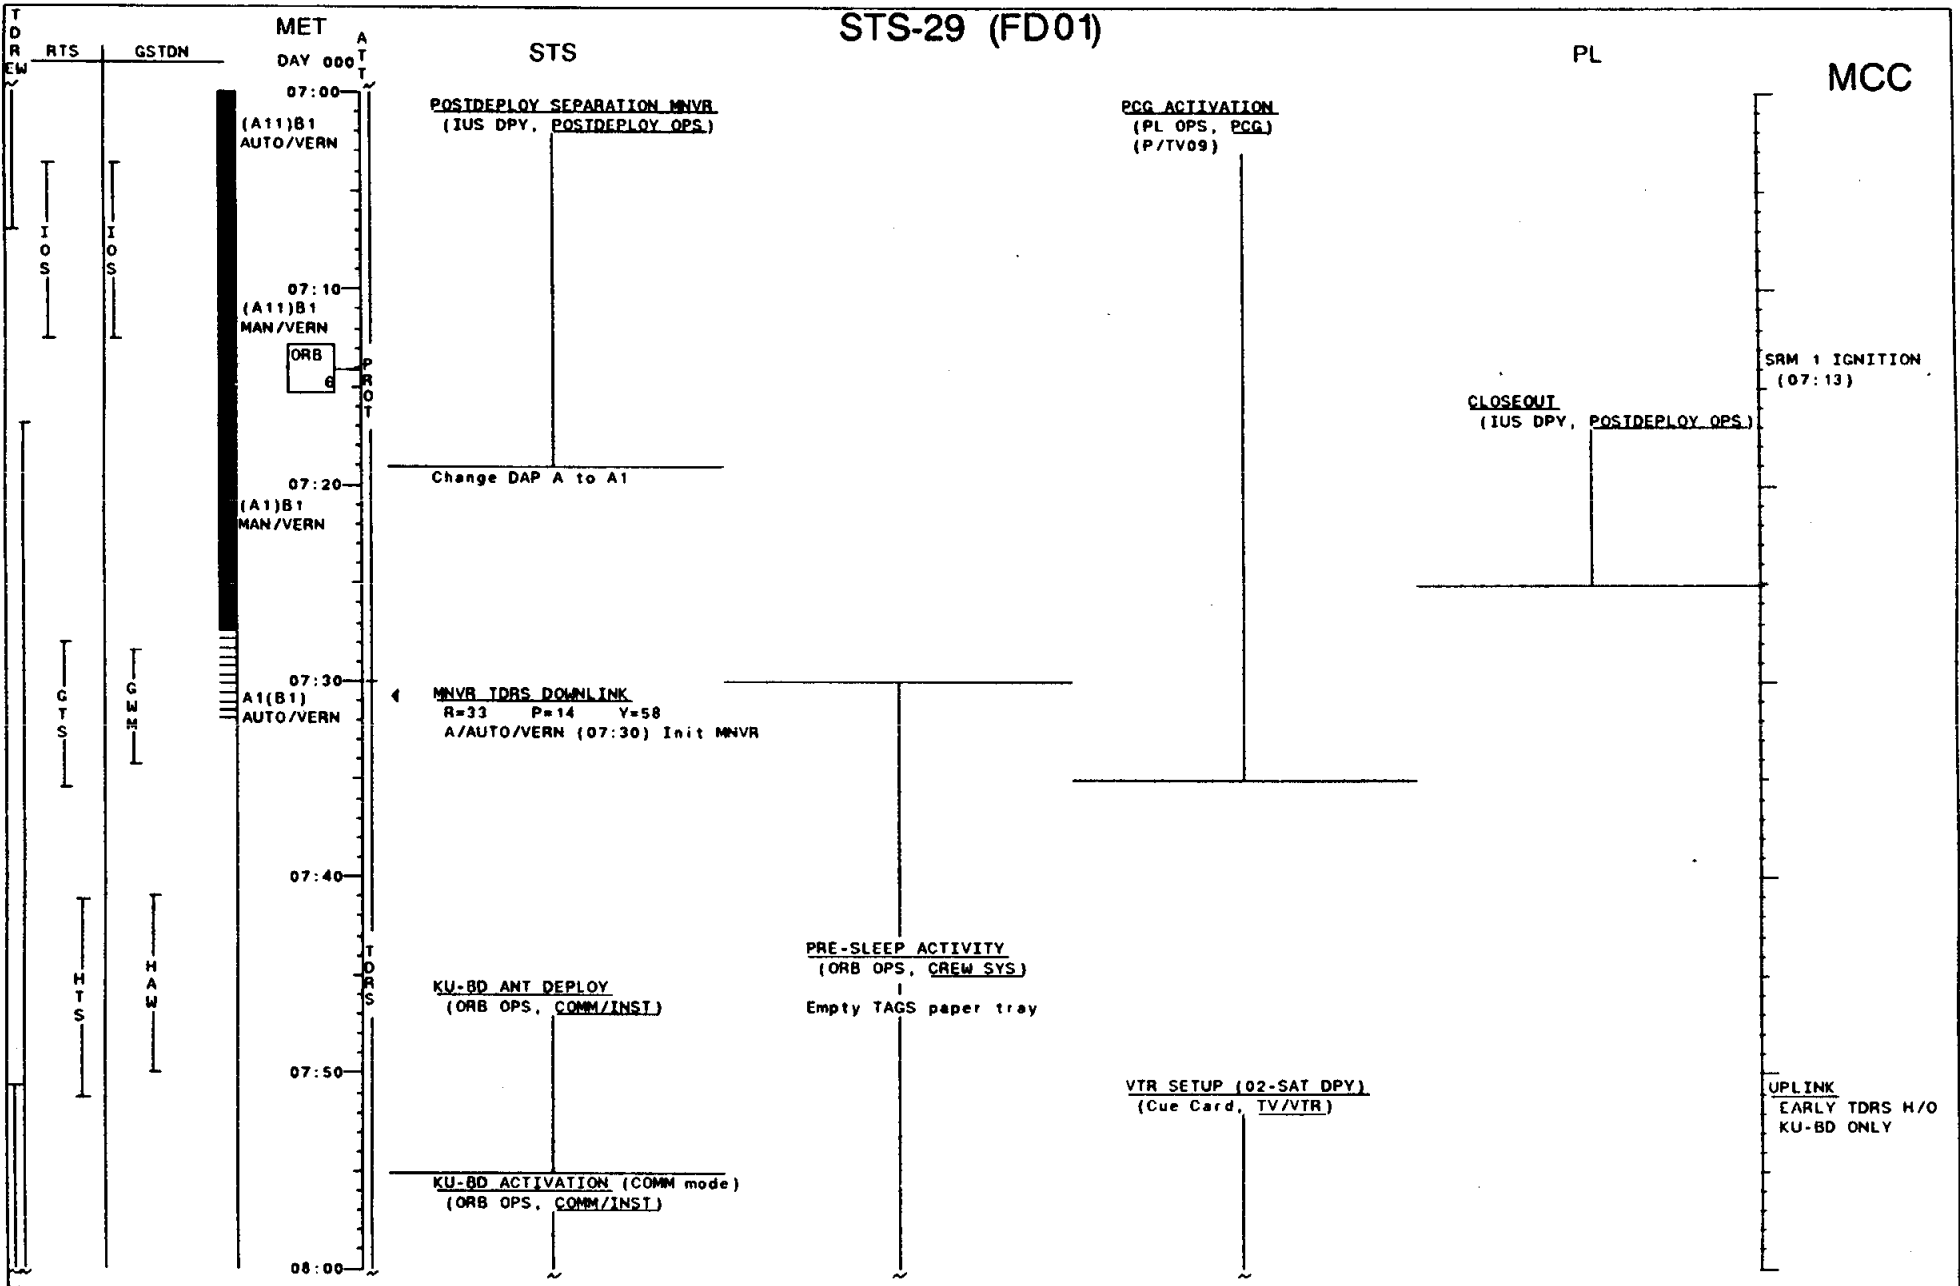 STS-29 (FD01)
T
D
R
EW
RTS
GSTDN
MET
DAY 000
A
T
T
STS
PL
MCC
07:00
(A11)B1
AUTO/VERN
POSTDEPLOY SEPARATION MNVR
(IUS DPY, POSTDEPLOY OPS)
PCG ACTIVATION
(PL OPS, PCG)
(P/TV09)
IOS
IOS
07:10
(A11)B1
MAN/VERN
ORB
6
PROT
SRM 1 IGNITION
(07:13)
CLOSEOUT
(IUS DPY, POSTDEPLOY OPS)
Change DAP A to A1
07:20
(A1)B1
MAN/VERN
GTS
GWM
07:30
A1(B1)
AUTO/VERN
MNVR TDRS DOWNLINK
R=33 P=14 Y=58
A/AUTO/VERN (07:30) Init MNVR
07:40
HTS
HAW
TDRS
PRE-SLEEP ACTIVITY
(ORB OPS, CREW SYS)
Empty TAGS paper tray
KU-BD ANT DEPLOY
(ORB OPS, COMM/INST)
07:50
VTR SETUP (02-SAT DPY)
(Cue Card, TV/VTR)
UPLINK
EARLY TDRS H/O
KU-BD ONLY
KU-BD ACTIVATION (COMM mode)
(ORB OPS, COMM/INST)
08:00